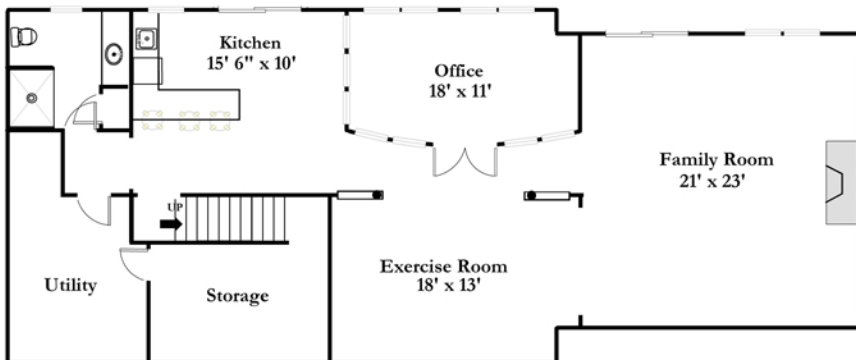 Kitchen
15' 6" x 10'
Office
18' x 11'
Family Room
21' x 23'
UP
Exercise Room
18' x 13'
Utility
Storage